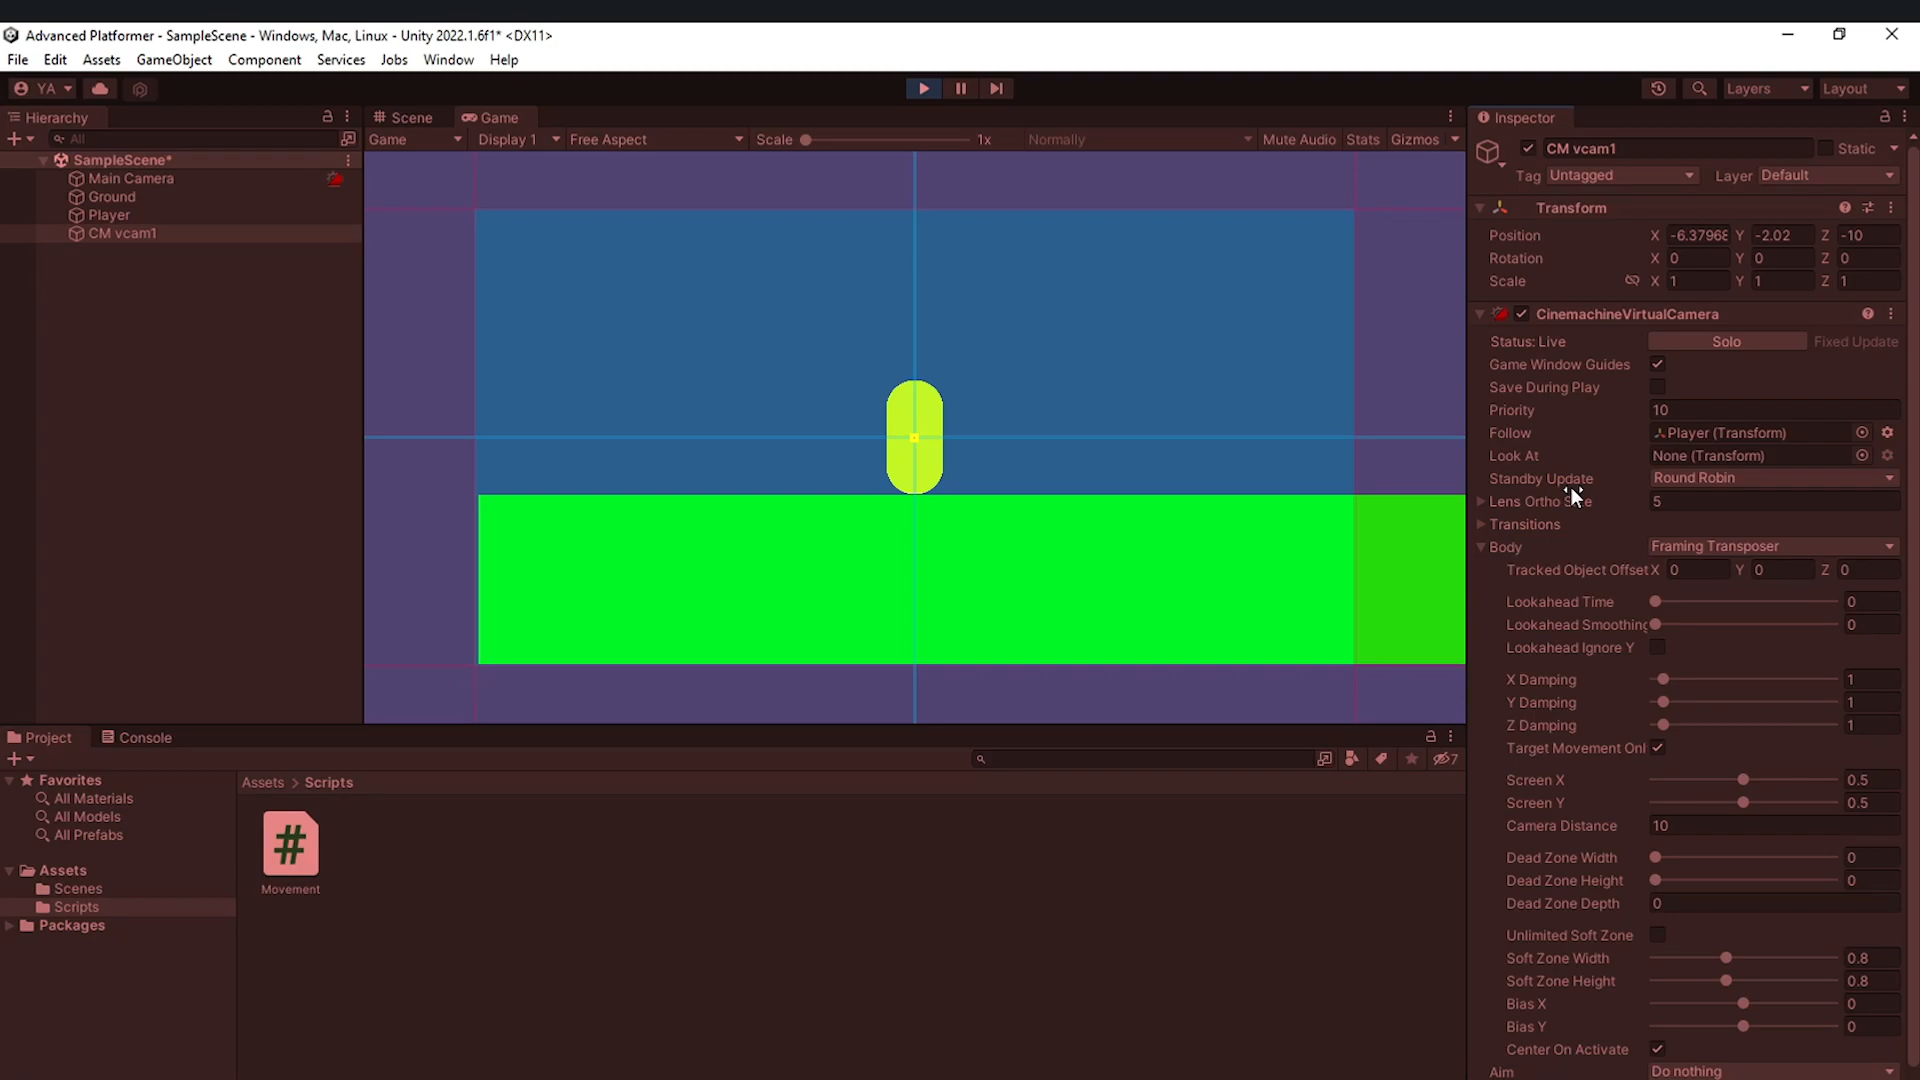 Advanced Platformer - SampleScene - Windows, Mac, Linux - Unity 2022.1.6f1* <DX11>
File Edit Assets GameObject Component Services Jobs Window Help
YA Layers Layout
Hierarchy
All
SampleScene*
Main Camera
Ground
Player
CM vcam1
Scene Game
Game Display 1 Free Aspect Scale 1x Normally Mute Audio Stats Gizmos
Inspector
CM vcam1 Static
Tag Untagged Layer Default
Transform
Position X -6.37968 Y -2.02 Z -10
Rotation X 0 Y 0 Z 0
Scale X 1 Y 1 Z 1
CinemachineVirtualCamera
Status: Live Solo Fixed Update
Game Window Guides
Save During Play
Priority 10
Follow Player (Transform)
Look At None (Transform)
Standby Update Round Robin
Lens Ortho Size 5
Transitions
Body Framing Transposer
Tracked Object Offset X 0 Y 0 Z 0
Lookahead Time 0
Lookahead Smoothing 0
Lookahead Ignore Y
X Damping 1
Y Damping 1
Z Damping 1
Target Movement Onl
Screen X 0.5
Screen Y 0.5
Camera Distance 10
Dead Zone Width 0
Dead Zone Height 0
Dead Zone Depth 0
Unlimited Soft Zone
Soft Zone Width 0.8
Soft Zone Height 0.8
Bias X 0
Bias Y 0
Center On Activate
Aim Do nothing
Project Console
7
Favorites
All Materials
All Models
All Prefabs
Assets
Scenes
Scripts
Packages
Assets > Scripts
#
Movement